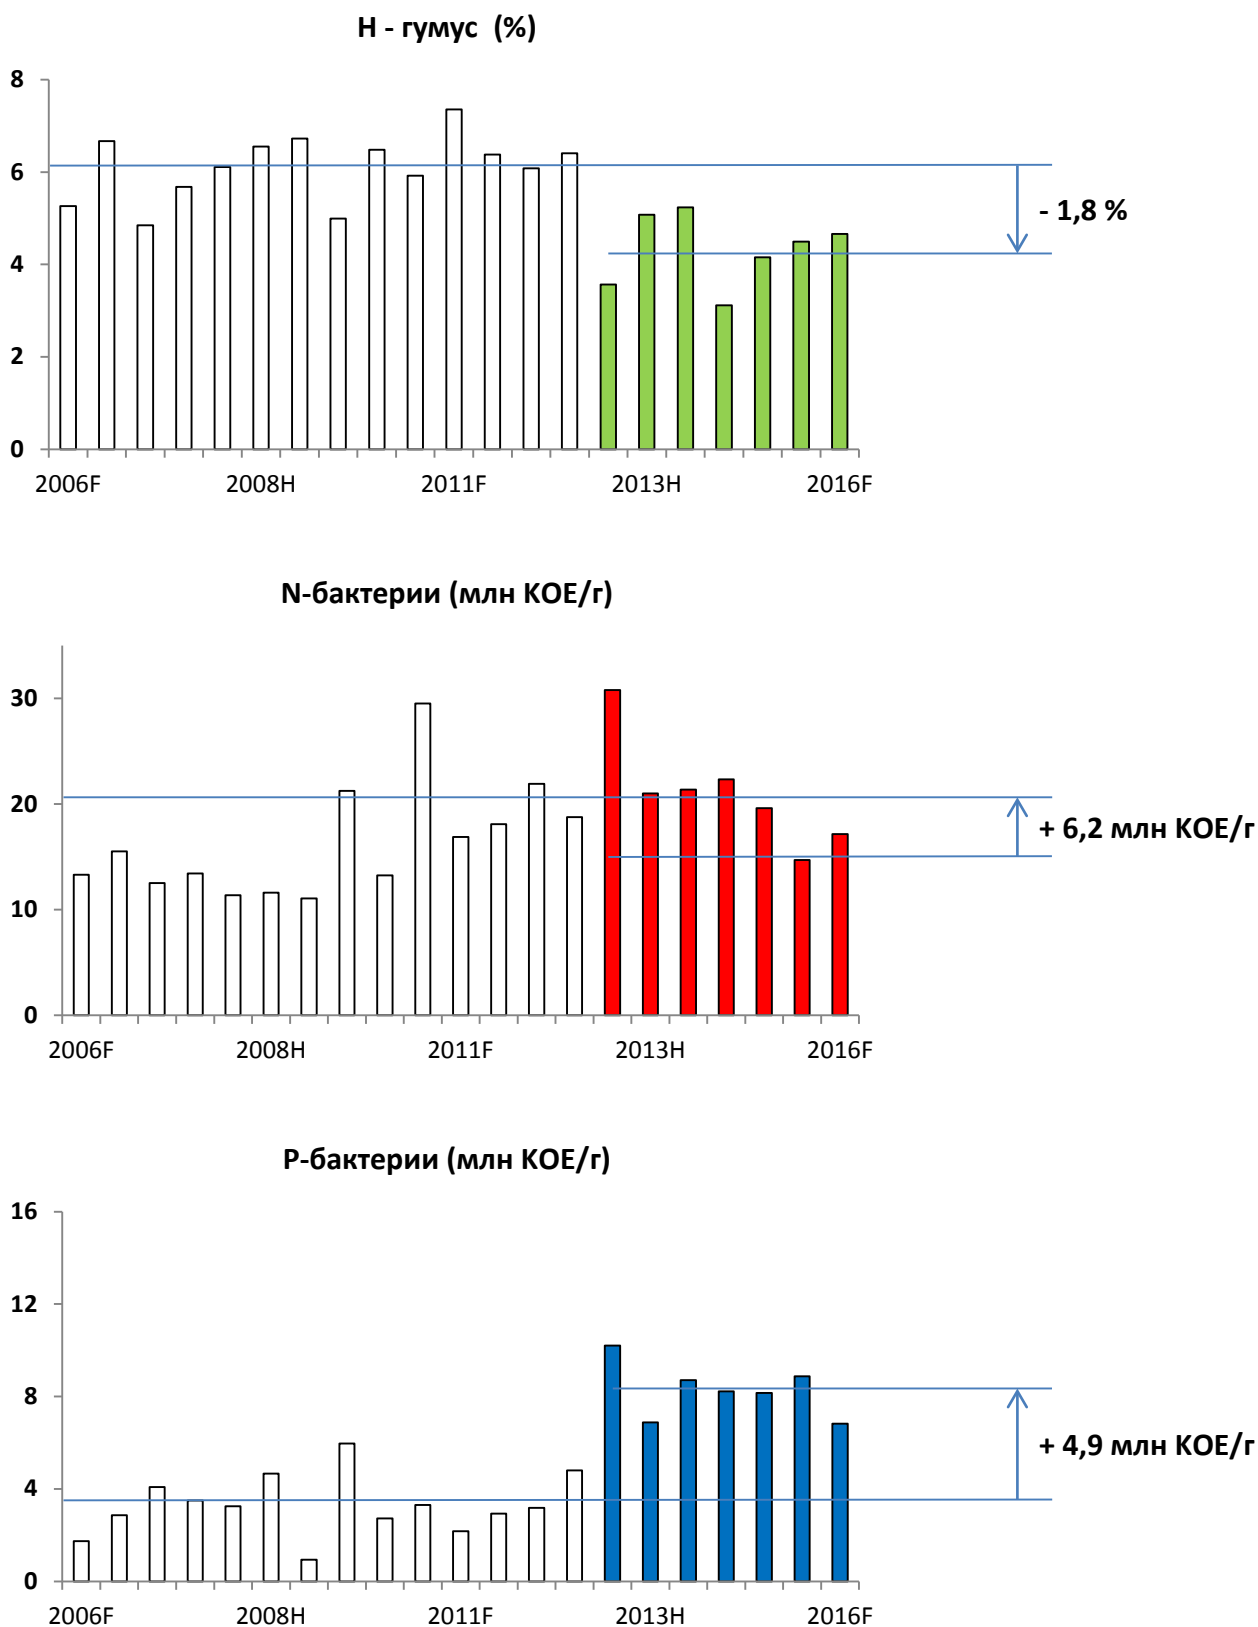 Н - гумус (%)
8
6
4
2
0
- 1,8 %
2006F 2008H 2011F 2013H 2016F
N-бактерии (млн КОЕ/г)
30
20
10
0
+ 6,2 млн КОЕ/г
2006F 2008H 2011F 2013H 2016F
P-бактерии (млн КОЕ/г)
16
12
8
4
0
+ 4,9 млн КОЕ/г
2006F 2008H 2011F 2013H 2016F